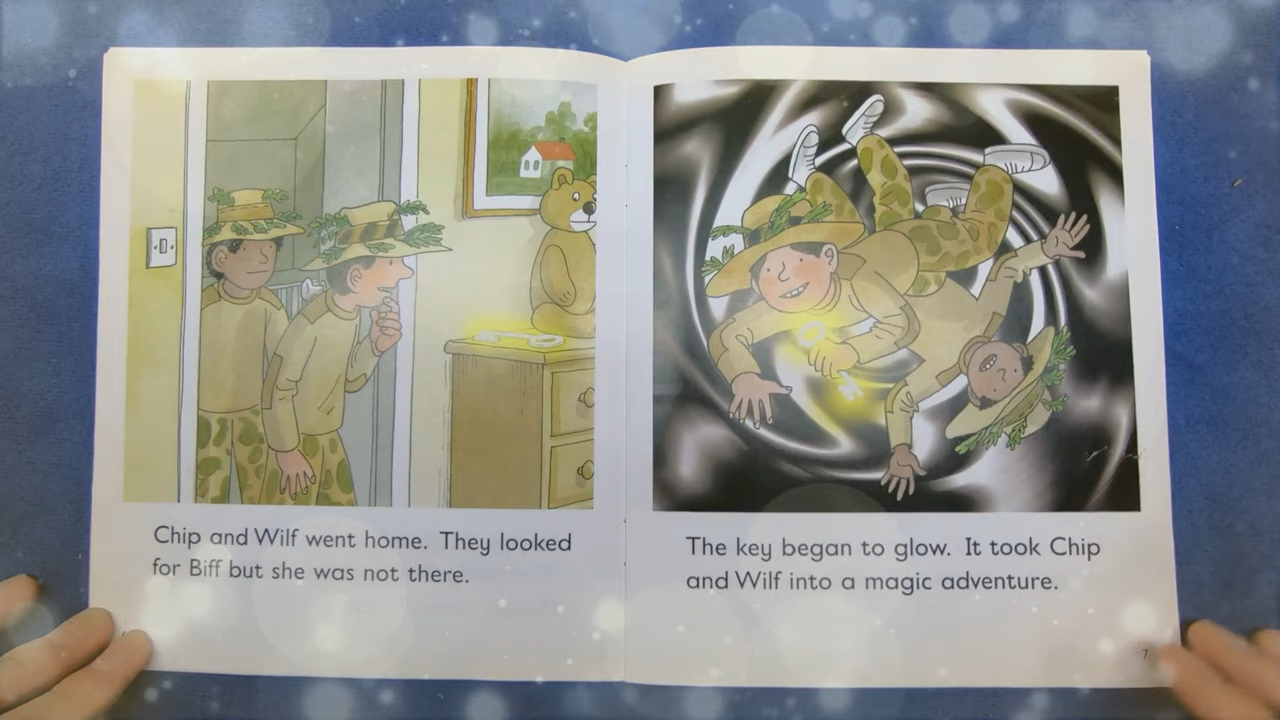 Chip and Wilf went home. They looked
for Biff but she was not there.
The key began to glow. It took Chip
and Wilf into a magic adventure.
7